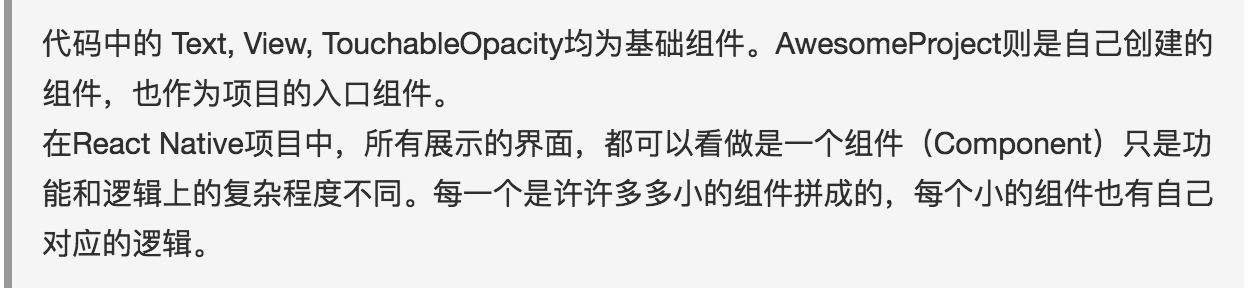 代码中的 Text, View, TouchableOpacity均为基础组件。AwesomeProject则是自己创建的
组件，也作为项目的入口组件。
在React Native项目中，所有展示的界面，都可以看做是一个组件（Component）只是功
能和逻辑上的复杂程度不同。每一个是许许多多小的组件拼成的，每个小的组件也有自己
对应的逻辑。